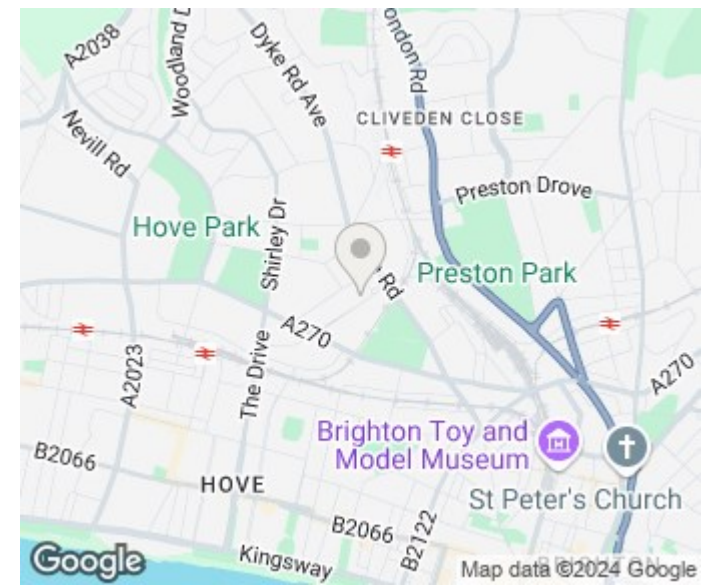 A2038
Woodland D
Dyke Rd Ave
ondon Rd
CLIVEDEN CLOSE
Nevill Rd
Preston Drove
Hove Park
Shirley Dr
Rd
Preston Park
A270
A2023
The Drive
A270
Brighton Toy and
Model Museum
B2066
HOVE
St Peter's Church
B2066
B2122
Kingsway
BRIGHTON
Google
Map data ©2024 Google